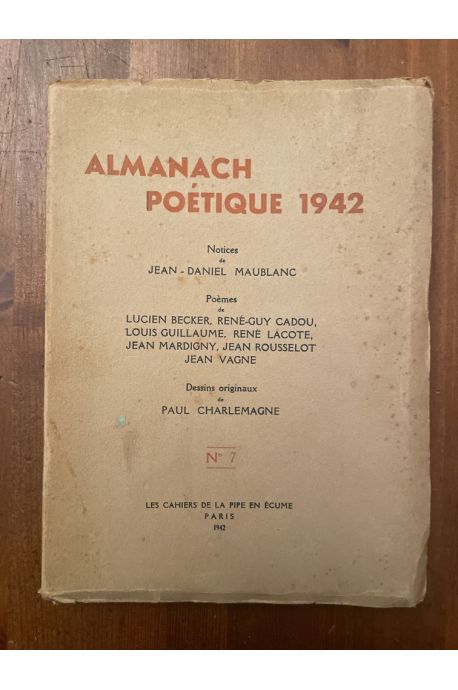 ALMANACH
POÉTIQUE 1942
Notices
de
JEAN-DANIEL MAUBLANC
Poèmes
de
LUCIEN BECKER, RENÉ-GUY CADOU,
LOUIS GUILLAUME, RENÉ LACOTE,
JEAN MARDIGNY, JEAN ROUSSELOT
JEAN VAGNE
Dessins originaux
de
PAUL CHARLEMAGNE
N° 7
LES CAHIERS DE LA PIPE EN ÉCUME
PARIS
1942